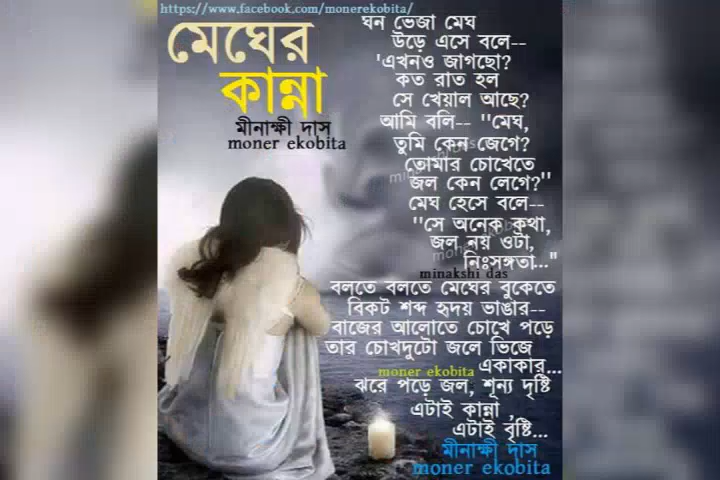 https://www.facebook.com/monerekobita/
মেঘের
কান্না
মীনাক্ষী দাস
moner ekobita
ঘন ভেজা মেঘ
উড়ে এসে বলে--
'এখনও জাগছো?
কত রাত হল
সে খেয়াল আছে?
আমি বলি-- "মেঘ,
তুমি কেন জেগে?
তোমার চোখেতে
জল কেন লেগে?"
মেঘ হেসে বলে--
"সে অনেক কথা,
জল নয় ওটা,
নিঃসঙ্গতা..."
minakshi das
বলতে বলতে মেঘের বুকেতে
বিকট শব্দ হৃদয় ভাঙার--
বাজের আলোতে চোখে পড়ে
তার চোখদুটো জলে ভিজে
একাকার...
moner ekobita
ঝরে পড়ে জল, শূন্য দৃষ্টি
এটাই কান্না ,
এটাই বৃষ্টি...
মীনাক্ষী দাস
moner ekobita